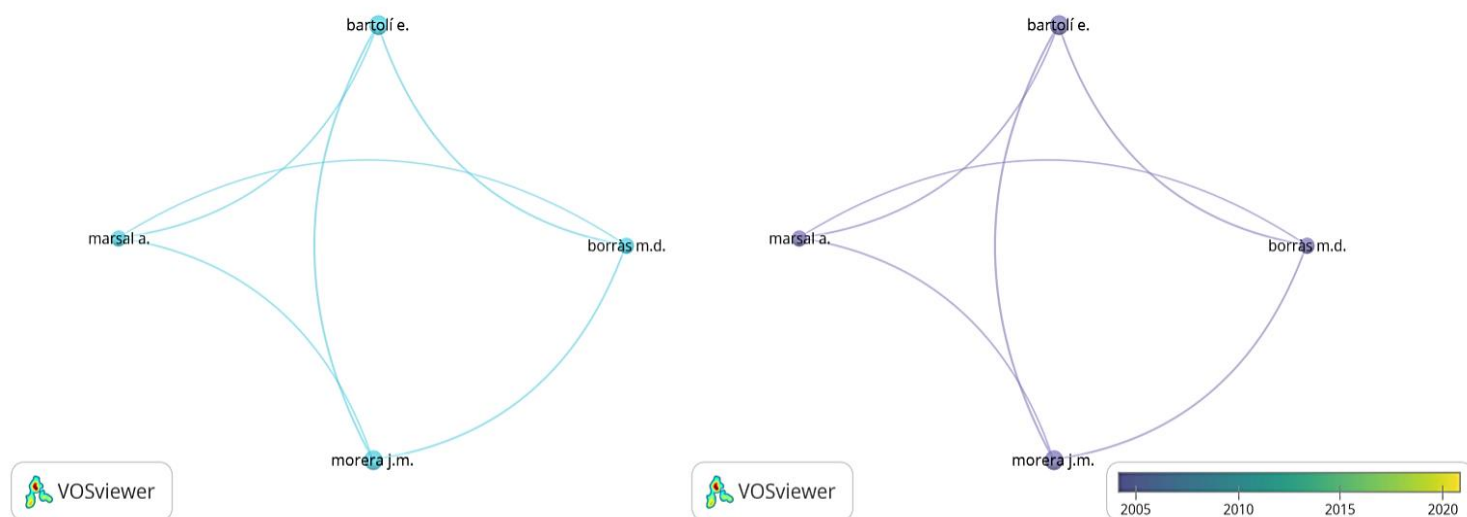 bartolí e.
marsal a.
borràs m.d.
morera j.m.
VOSviewer
bartolí e.
marsal a.
borràs m.d.
morera j.m.
VOSviewer
2005 2010 2015 2020